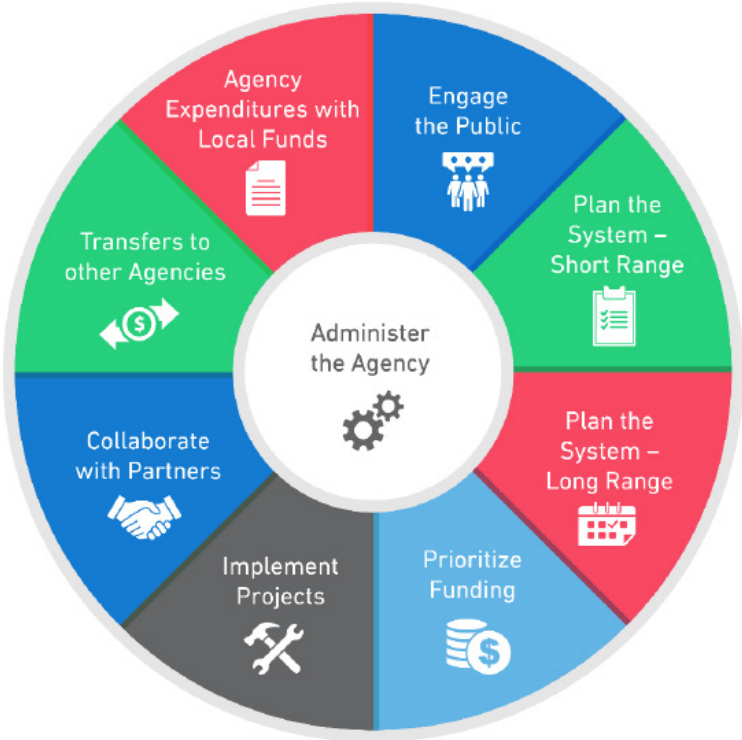 Agency
Expenditures with
Local Funds
Engage
the Public
Plan the
System –
Short Range
Transfers to
other Agencies
$
Administer
the Agency
Plan the
System –
Long Range
Collaborate
with Partners
Prioritize
Funding
$
Implement
Projects